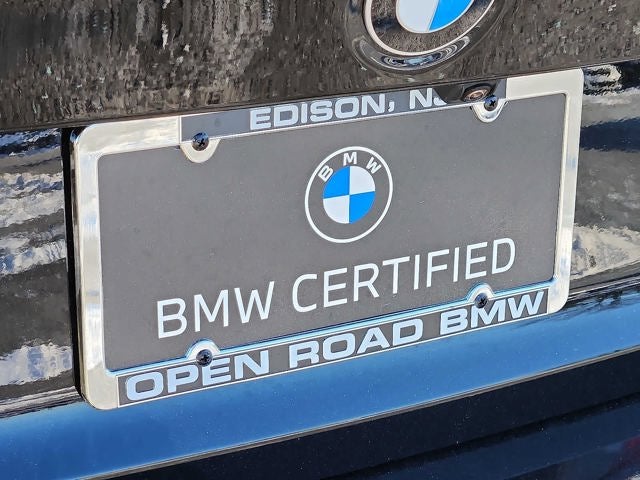 EDISON, NJ
BMW
BMW CERTIFIED
OPEN ROAD BMW